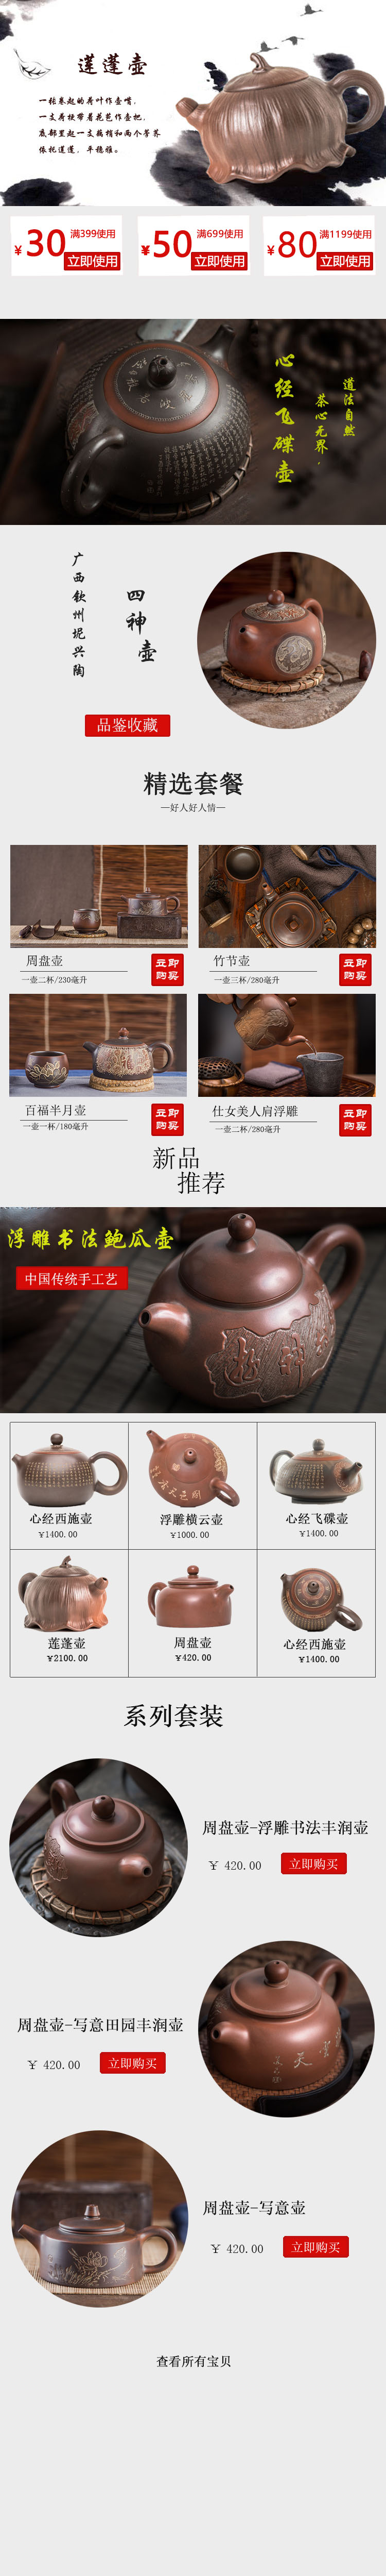 莲蓬壶
一张卷起的荷叶作壶嘴，
一支荷梗带着花苞作壶把，
底部里起一支藕梢和两个荸荠
依托莲蓬，平稳雅。
¥30 满399使用 立即使用
¥50 满699使用 立即使用
¥80 满1199使用 立即使用
心经飞碟壶
道法自然
茶心无界.
广西钦州坭兴陶
四神壶
品鉴收藏
精选套餐
—好人好人情—
周盘壶
一壶二杯/230毫升
立即购买
竹节壶
一壶三杯/280毫升
立即购买
百福半月壶
一壶一杯/180毫升
立即购买
仕女美人肩浮雕
一壶二杯/280毫升
立即购买
新品
推荐
浮雕书法鲍瓜壶
中国传统手工艺
心经西施壶
¥1400.00
浮雕横云壶
¥1000.00
心经飞碟壶
¥1400.00
莲蓬壶
¥2100.00
周盘壶
¥420.00
心经西施壶
¥1400.00
系列套装
周盘壶-浮雕书法丰润壶
¥ 420.00 立即购买
周盘壶-写意田园丰润壶
¥ 420.00 立即购买
周盘壶-写意壶
¥ 420.00 立即购买
查看所有宝贝